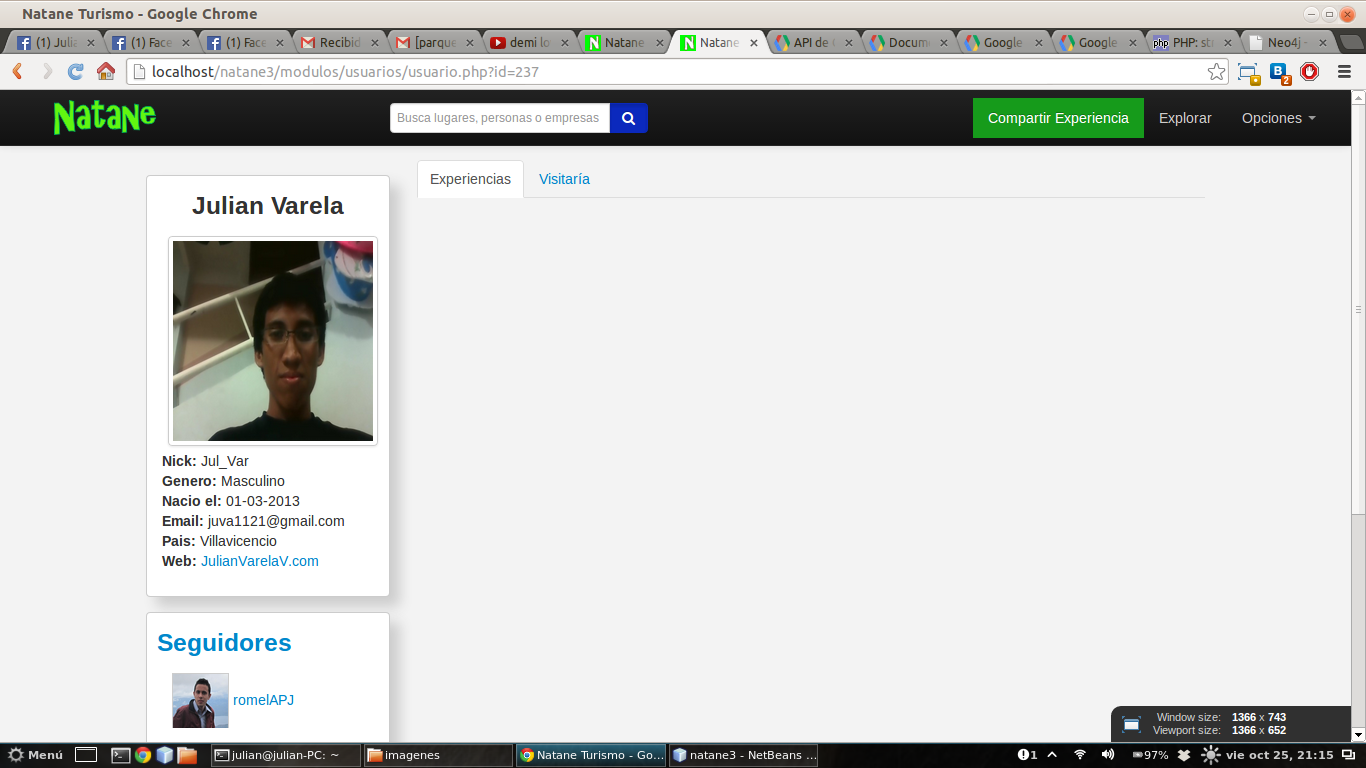 Natane Turismo - Google Chrome
(1) Julia
(1) Face
(1) Face
Recibid
[parque
demi lo
Natane
Natane
API de
Docume
Google
Google
PHP: st
Neo4j -
localhost/natane3/modulos/usuarios/usuario.php?id=237
Natane
Busca lugares, personas o empresas
Compartir Experiencia
Explorar
Opciones
Experiencias
Visitaría
Julian Varela
Nick: Jul_Var
Genero: Masculino
Nacio el: 01-03-2013
Email: juva1121@gmail.com
Pais: Villavicencio
Web: JulianVarelaV.com
Seguidores
romelAPJ
Window size: 1366 x 743
Viewport size: 1366 x 652
Menú
julian@julian-PC: ~
imagenes
Natane Turismo - Go...
natane3 - NetBeans ...
1
97%
vie oct 25, 21:15